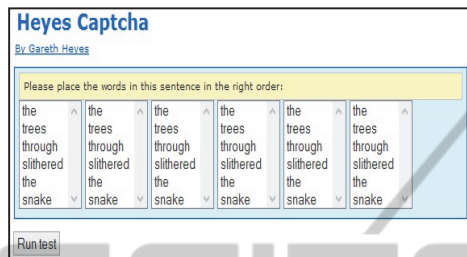 Heyes Captcha
By Gareth Heyes
Please place the words in this sentence in the right order:
the the the the the the
trees trees trees trees trees trees
through through through through through through
slithered slithered slithered slithered slithered slithered
the the the the the the
snake snake snake snake snake snake
Run test